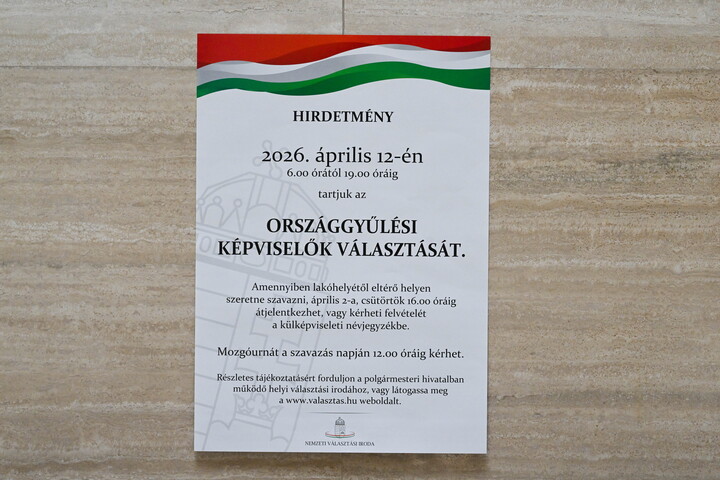 HIRDETMÉNY
2026. április 12-én
6.00 órától 19.00 óráig
tartjuk az
ORSZÁGGYŰLÉSI
KÉPVISELŐK VÁLASZTÁSÁT.
Amennyiben lakóhelyétől eltérő helyen
szeretne szavazni, április 2-a, csütörtök 16.00 óráig
átjelentkezhet, vagy kérheti felvételét
a külképviseleti névjegyzékbe.
Mozgóurnát a szavazás napján 12.00 óráig kérhet.
Részletes tájékoztatásért forduljon a polgármesteri hivatalban
működő helyi választási irodához, vagy látogassa meg
a www.valasztas.hu weboldalt.
NEMZETI VÁLASZTÁSI IRODA